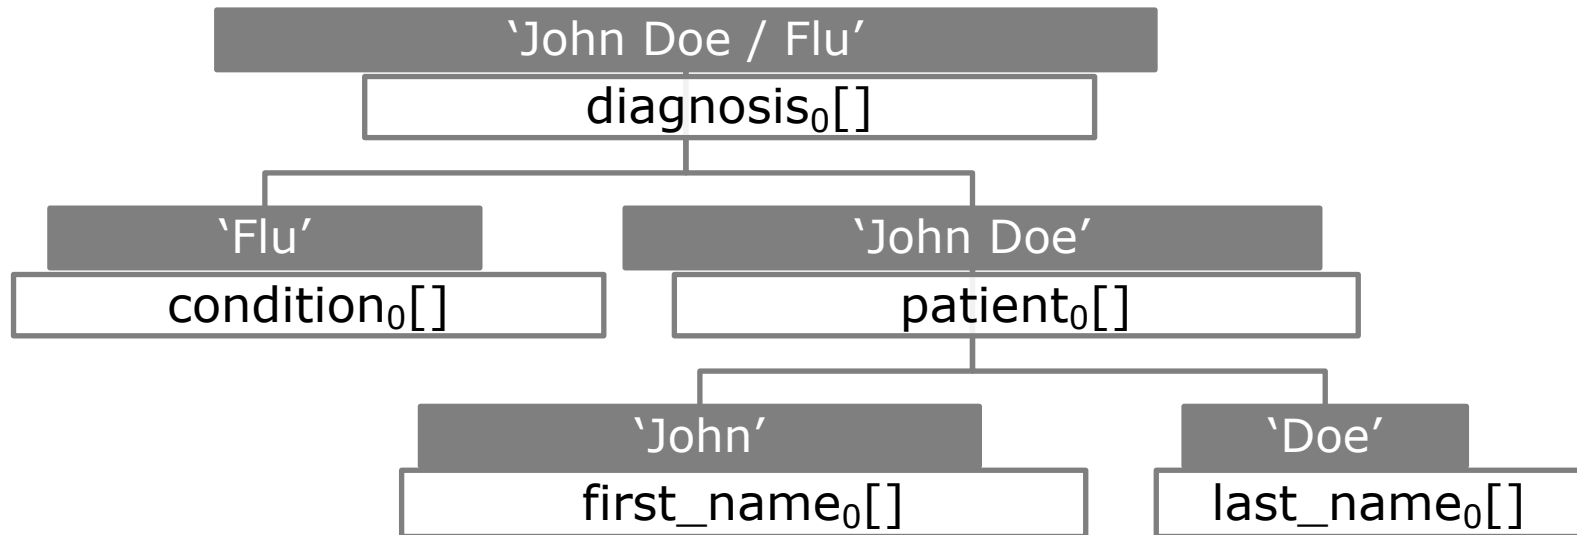 ‘John Doe / Flu’
diagnosis₀[]
‘Flu’
‘John Doe’
condition₀[]
patient₀[]
‘John’
‘Doe’
first_name₀[]
last_name₀[]